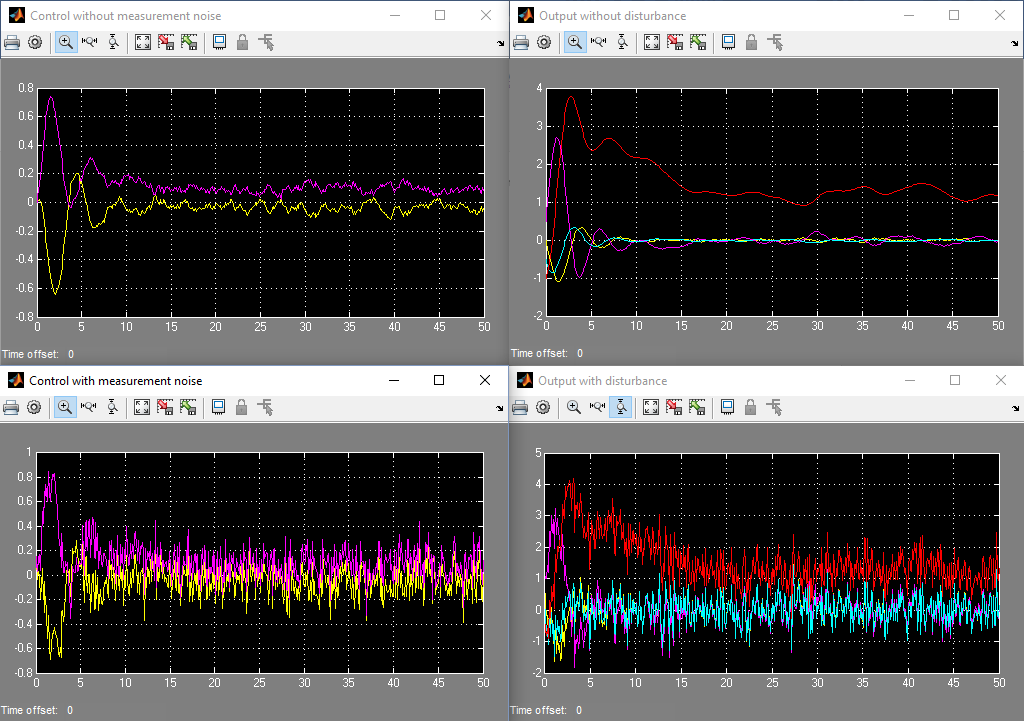 Control without measurement noise
0.8
0.6
0.4
0.2
0
-0.2
-0.4
-0.6
-0.8
0 5 10 15 20 25 30 35 40 45 50
Time offset: 0
Output without disturbance
4
3
2
1
0
-1
-2
0 5 10 15 20 25 30 35 40 45 50
Time offset: 0
Control with measurement noise
1
0.8
0.6
0.4
0.2
0
-0.2
-0.4
-0.6
-0.8
0 5 10 15 20 25 30 35 40 45 50
Time offset: 0
Output with disturbance
5
4
3
2
1
0
-1
-2
0 5 10 15 20 25 30 35 40 45 50
Time offset: 0